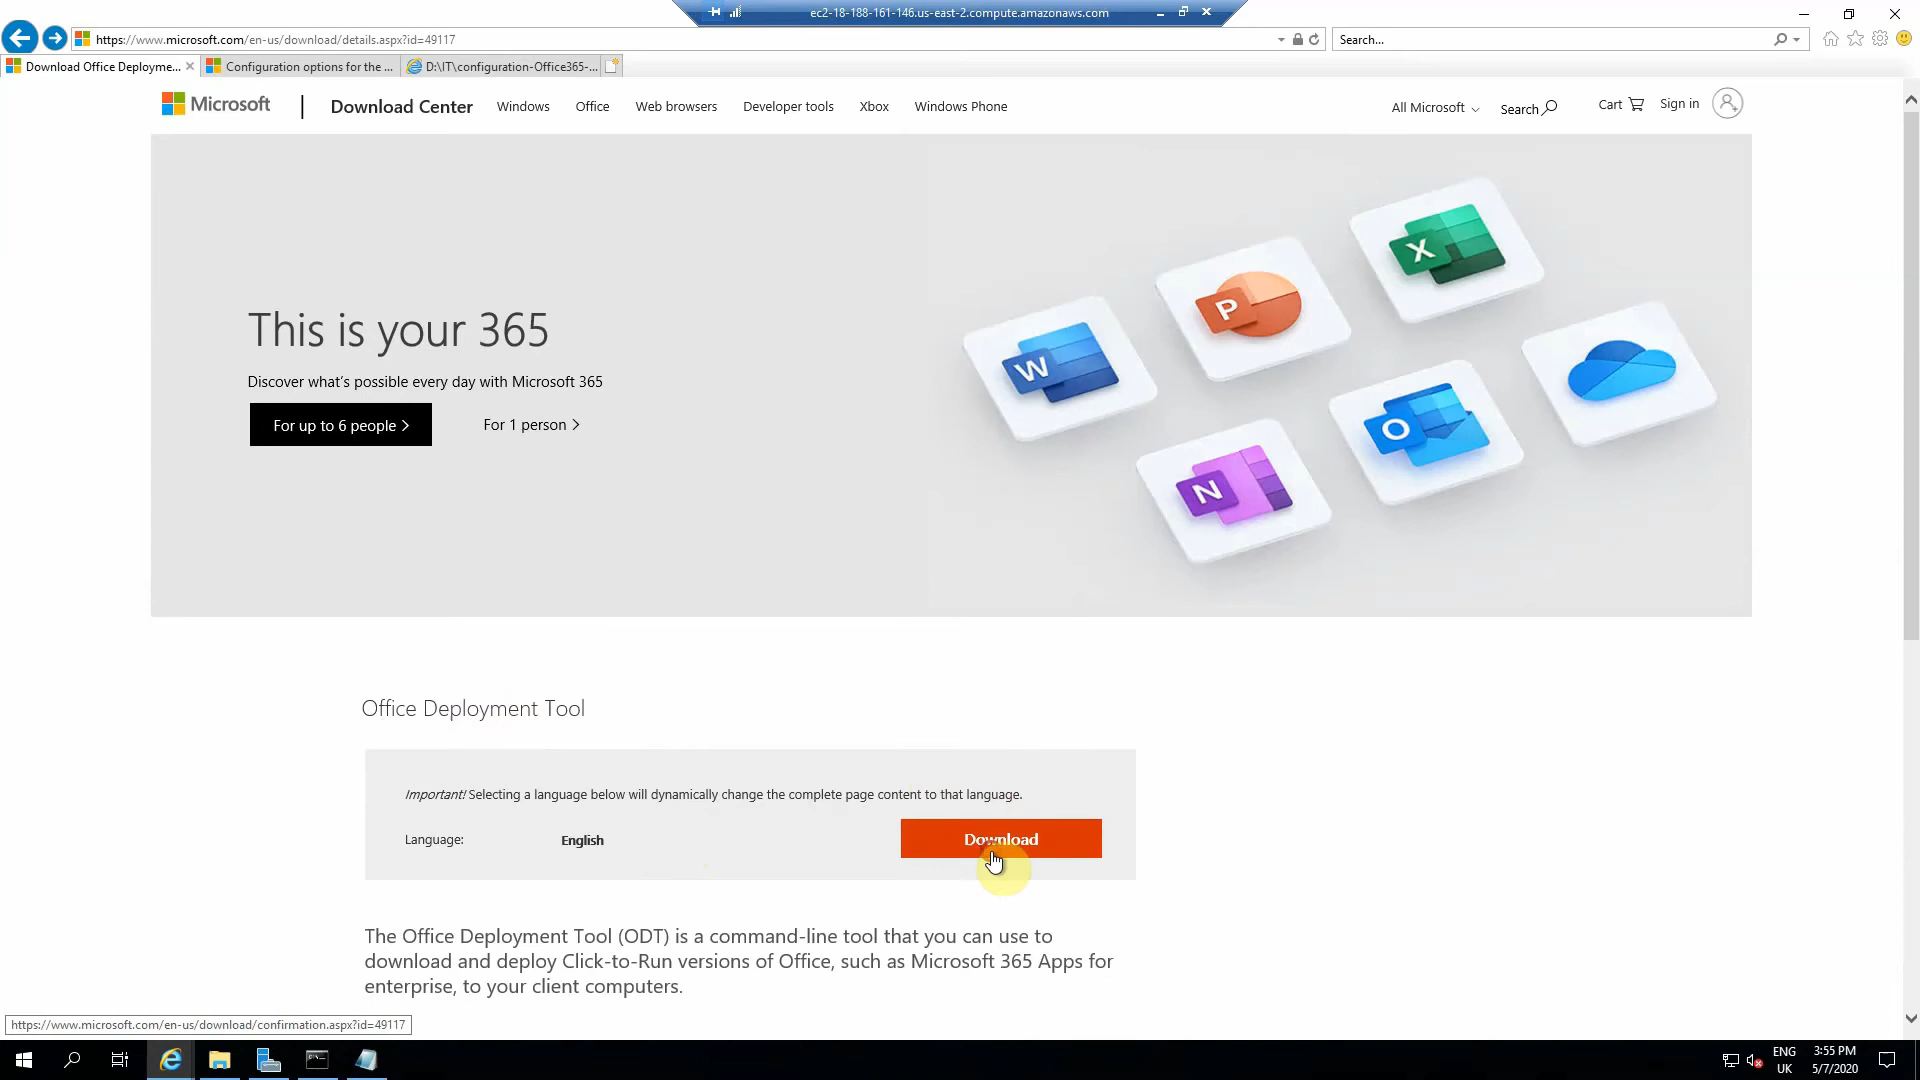 ec2-18-188-161-146.us-east-2.compute.amazonaws.com
https://www.microsoft.com/en-us/download/details.aspx?id=49117
Search...
Download Office Deployme...
Configuration options for the ...
D:\IT\configuration-Office365-...
Microsoft
Download Center
Windows
Office
Web browsers
Developer tools
Xbox
Windows Phone
All Microsoft
Search
Cart
Sign in
This is your 365
Discover what's possible every day with Microsoft 365
For up to 6 people
For 1 person
W
P
X
N
O
Office Deployment Tool
Important! Selecting a language below will dynamically change the complete page content to that language.
Language:
English
Download
The Office Deployment Tool (ODT) is a command-line tool that you can use to
download and deploy Click-to-Run versions of Office, such as Microsoft 365 Apps for
enterprise, to your client computers.
https://www.microsoft.com/en-us/download/confirmation.aspx?id=49117
ENG
UK
3:55 PM
5/7/2020